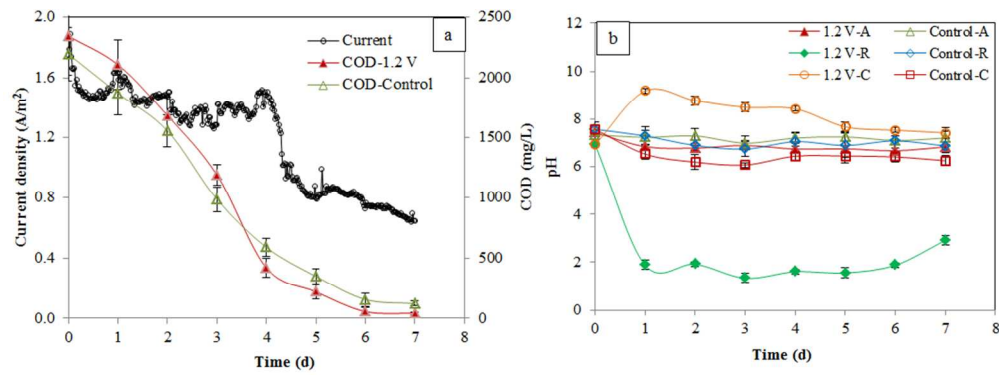 a
Current
COD-1.2 V
COD-Control
Current density (A/m²)
2.0
1.6
1.2
0.8
0.4
0.0
COD (mg/L)
2500
2000
1500
1000
500
0
0 1 2 3 4 5 6 7 8
Time (d)
b
1.2 V-A Control-A
1.2 V-R Control-R
1.2 V-C Control-C
pH
12
10
8
6
4
2
0
0 1 2 3 4 5 6 7 8
Time (d)